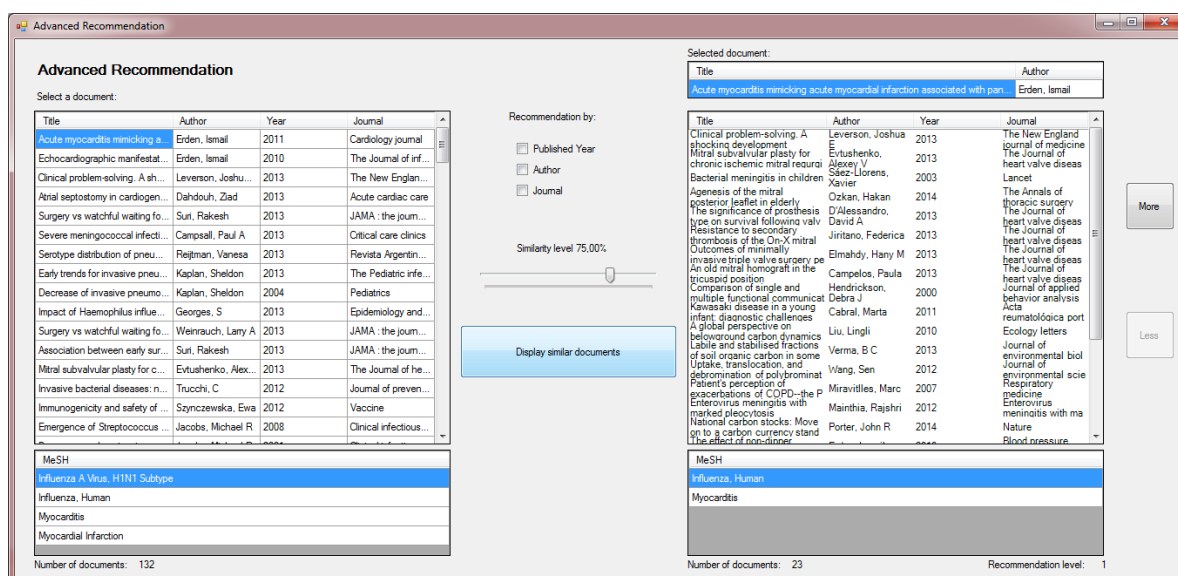 Advanced Recommendation
Advanced Recommendation
Select a document:
Title Author Year Journal
Acute myocarditis mimicking a... Erden, Ismail 2011 Cardiology journal
Echocardiographic manifestat... Erden, Ismail 2010 The Journal of inf...
Clinical problem-solving. A sh... Leverson, Joshu... 2013 The New Englan...
Atrial septostomy in cardiogen... Dahdouh, Ziad 2013 Acute cardiac care
Surgery vs watchful waiting fo... Suri, Rakesh 2013 JAMA : the journ...
Severe meningococcal infecti... Campsall, Paul A 2013 Critical care clinics
Serotype distribution of pneu... Reijtman, Vanesa 2013 Revista Argentin...
Early trends for invasive pneu... Kaplan, Sheldon 2013 The Pediatric infe...
Decrease of invasive pneumo... Kaplan, Sheldon 2004 Pediatrics
Impact of Haemophilus influe... Georges, S 2013 Epidemiology and...
Surgery vs watchful waiting fo... Weinrauch, Larry A 2013 JAMA : the journ...
Association between early sur... Suri, Rakesh 2013 JAMA : the journ...
Mitral subvalvular plasty for c... Evtushenko, Alex... 2013 The Journal of he...
Invasive bacterial diseases: n... Trucchi, C 2012 Journal of preven...
Immunogenicity and safety of ... Szynczewska, Ewa 2012 Vaccine
Emergence of Streptococcus ... Jacobs, Michael R 2008 Clinical infectious...
MeSH
Influenza A Virus, H1N1 Subtype
Influenza, Human
Myocarditis
Myocardial Infarction
Number of documents: 132
Recommendation by:
Published Year
Author
Journal
Similarity level 75,00%
Display similar documents
Selected document:
Title Author
Acute myocarditis mimicking acute myocardial infarction associated with pan... Erden, Ismail
Title Author Year Journal
Clinical problem-solving. A Leverson, Joshua The New England
shocking development E 2013 journal of medicine
Mitral subvalvular plasty for Evtushenko, The Journal of
chronic ischemic mitral regurgi Alexey V 2013 heart valve diseas
Bacterial meningitis in children Sáez-Llorens, 2003 Lancet
Xavier
Agenesis of the mitral The Annals of
posterior leaflet in elderly Ozkan, Hakan 2014 thoracic surgery
The significance of prosthesis D'Alessandro, The Journal of
type on survival following valv David A 2013 heart valve diseas
Resistance to secondary The Journal of
thrombosis of the On-X mitral Jiritano, Federica 2013 heart valve diseas
Outcomes of minimally The Journal of
invasive triple valve surgery pe Elmahdy, Hany M 2013 heart valve diseas
An old mitral homograft in the The Journal of
tricuspid position Campelos, Paula 2013 heart valve diseas
Comparison of single and Hendrickson, Journal of applied
multiple functional communicat Debra J 2000 behavior analysis
Kawasaki disease in a young Acta
infant: diagnostic challenges Cabral, Marta 2011 reumatológica port
A global perspective on
belowground carbon dynamics Liu, Lingli 2010 Ecology letters
Labile and stabilised fractions Journal of
of soil organic carbon in some Verma, B C 2013 environmental biol
Uptake, translocation, and Journal of
debromination of polybrominat Wang, Sen 2012 environmental scie
Patient's perception of Respiratory
exacerbations of COPD--the P Miravitlles, Marc 2007 medicine
Enterovirus meningitis with Enterovirus
marked pleocytosis Mainthia, Rajshri 2012 meningitis with ma
National carbon stocks: Move
on to a carbon currency stand Porter, John R 2014 Nature
The effect of non-dipper Blood pressure
MeSH
Influenza, Human
Myocarditis
Number of documents: 23
Recommendation level: 1
More
Less